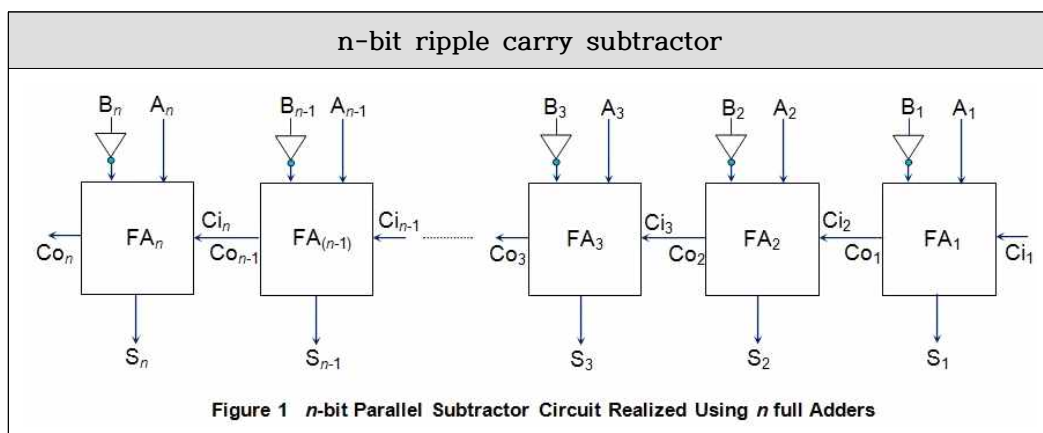 n-bit ripple carry subtractor
Bn An Bn-1 An-1 B3 A3 B2 A2 B1 A1
Cin Cin-1 Ci3 Ci2
FAn FA(n-1) FA3 FA2 FA1
Con Con-1 Co3 Co2 Co1 Ci1
Sn Sn-1 S3 S2 S1
Figure 1 n-bit Parallel Subtractor Circuit Realized Using n full Adders